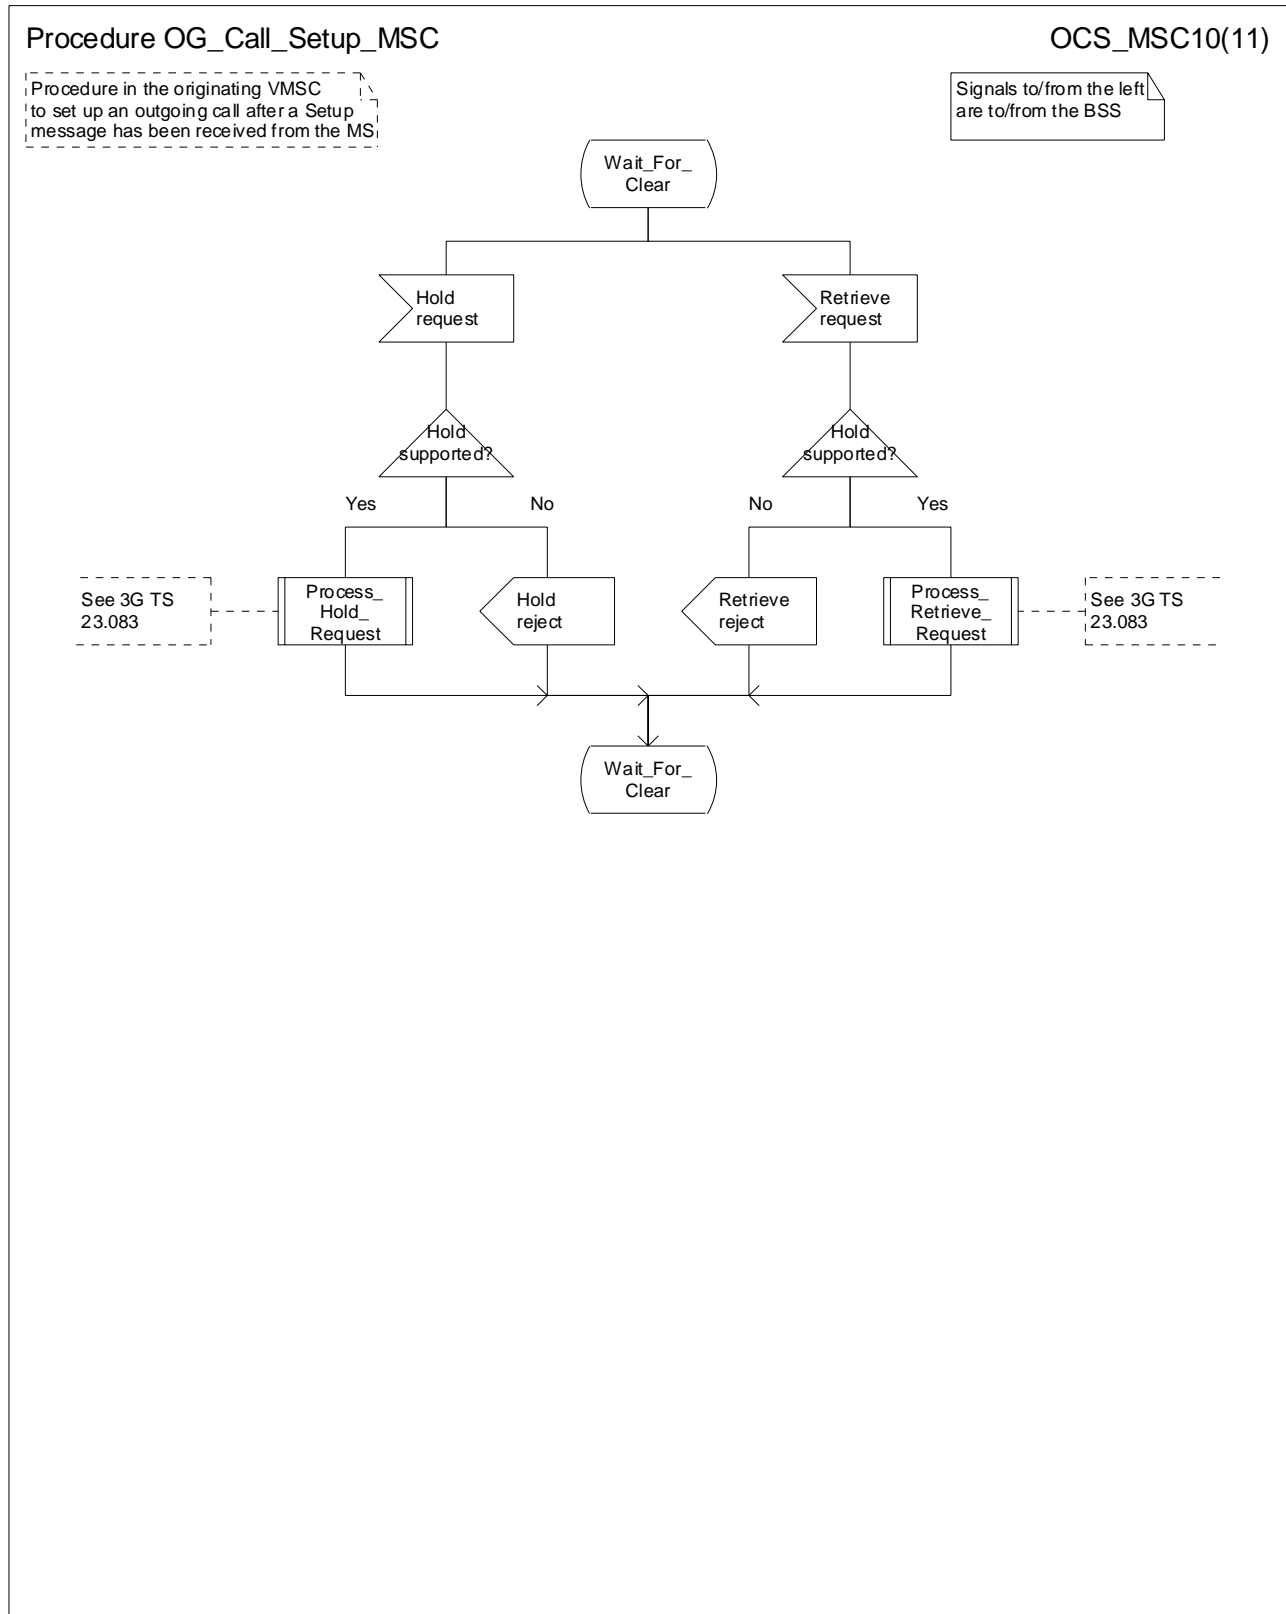 Procedure OG_Call_Setup_MSC
OCS_MSC10(11)
Procedure in the originating VMSC
to set up an outgoing call after a Setup
message has been received from the MS
Signals to/from the left
are to/from the BSS
Wait_For_
Clear
Hold
request
Retrieve
request
Hold
supported?
Hold
supported?
Yes
No
No
Yes
See 3G TS
23.083
Process_
Hold_
Request
Hold
reject
Retrieve
reject
Process_
Retrieve_
Request
See 3G TS
23.083
Wait_For_
Clear